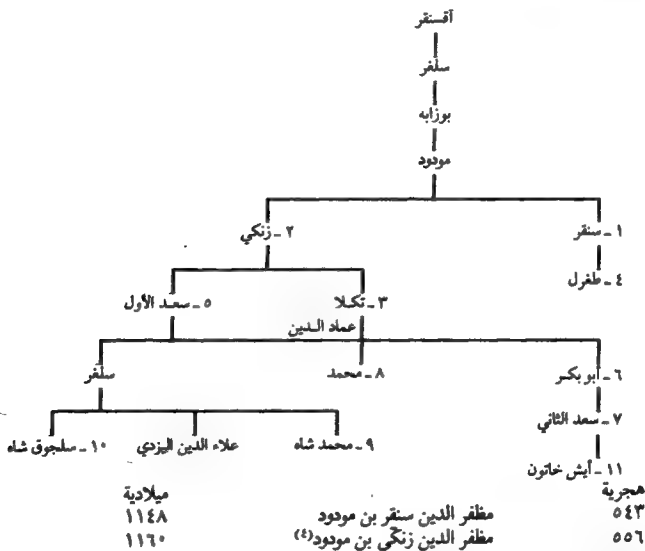 آقسنقر
سلغر
بوزابه
مودود
١ ـ سنقر ٢ ـ زنكي
٤ ـ طغرل
٣ ـ تكلا ٥ ـ سعد الأول
عماد الدين
٦ ـ أبو بكر ٨ ـ محمد سلغر
٧ ـ سعد الثاني
٩ ـ محمد شاه علاء الدين اليزدي ١٠ ـ سلجوق شاه
١١ ـ أيش خاتون
هجرية ميلادية
٥٤٣ مظفر الدين سنقر بن مودود ١١٤٨
٥٥٦ مظفر الدين زنكّي بن مودود(٤) ١١٦٠